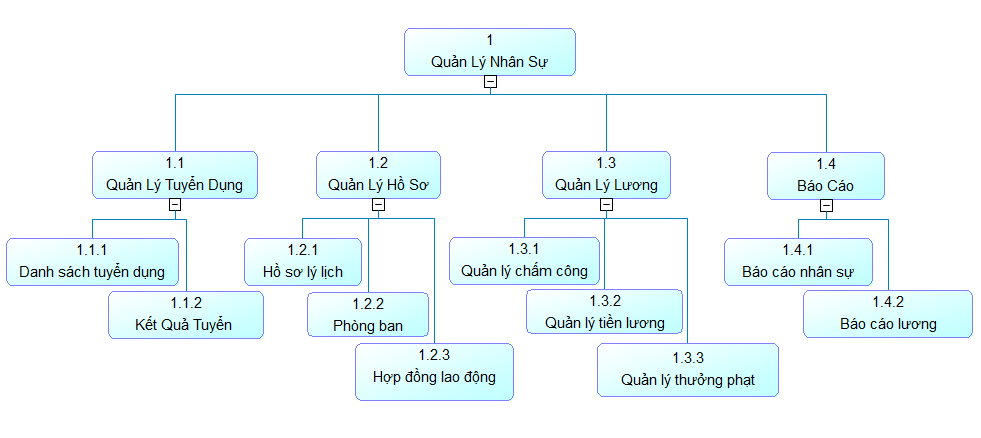 1
Quản Lý Nhân Sự
1.1
Quản Lý Tuyển Dụng
1.2
Quản Lý Hồ Sơ
1.3
Quản Lý Lương
1.4
Báo Cáo
1.1.1
Danh sách tuyển dụng
1.1.2
Kết Quả Tuyển
1.2.1
Hồ sơ lý lịch
1.2.2
Phòng ban
1.2.3
Hợp đồng lao động
1.3.1
Quản lý chấm công
1.3.2
Quản lý tiền lương
1.3.3
Quản lý thưởng phạt
1.4.1
Báo cáo nhân sự
1.4.2
Báo cáo lương